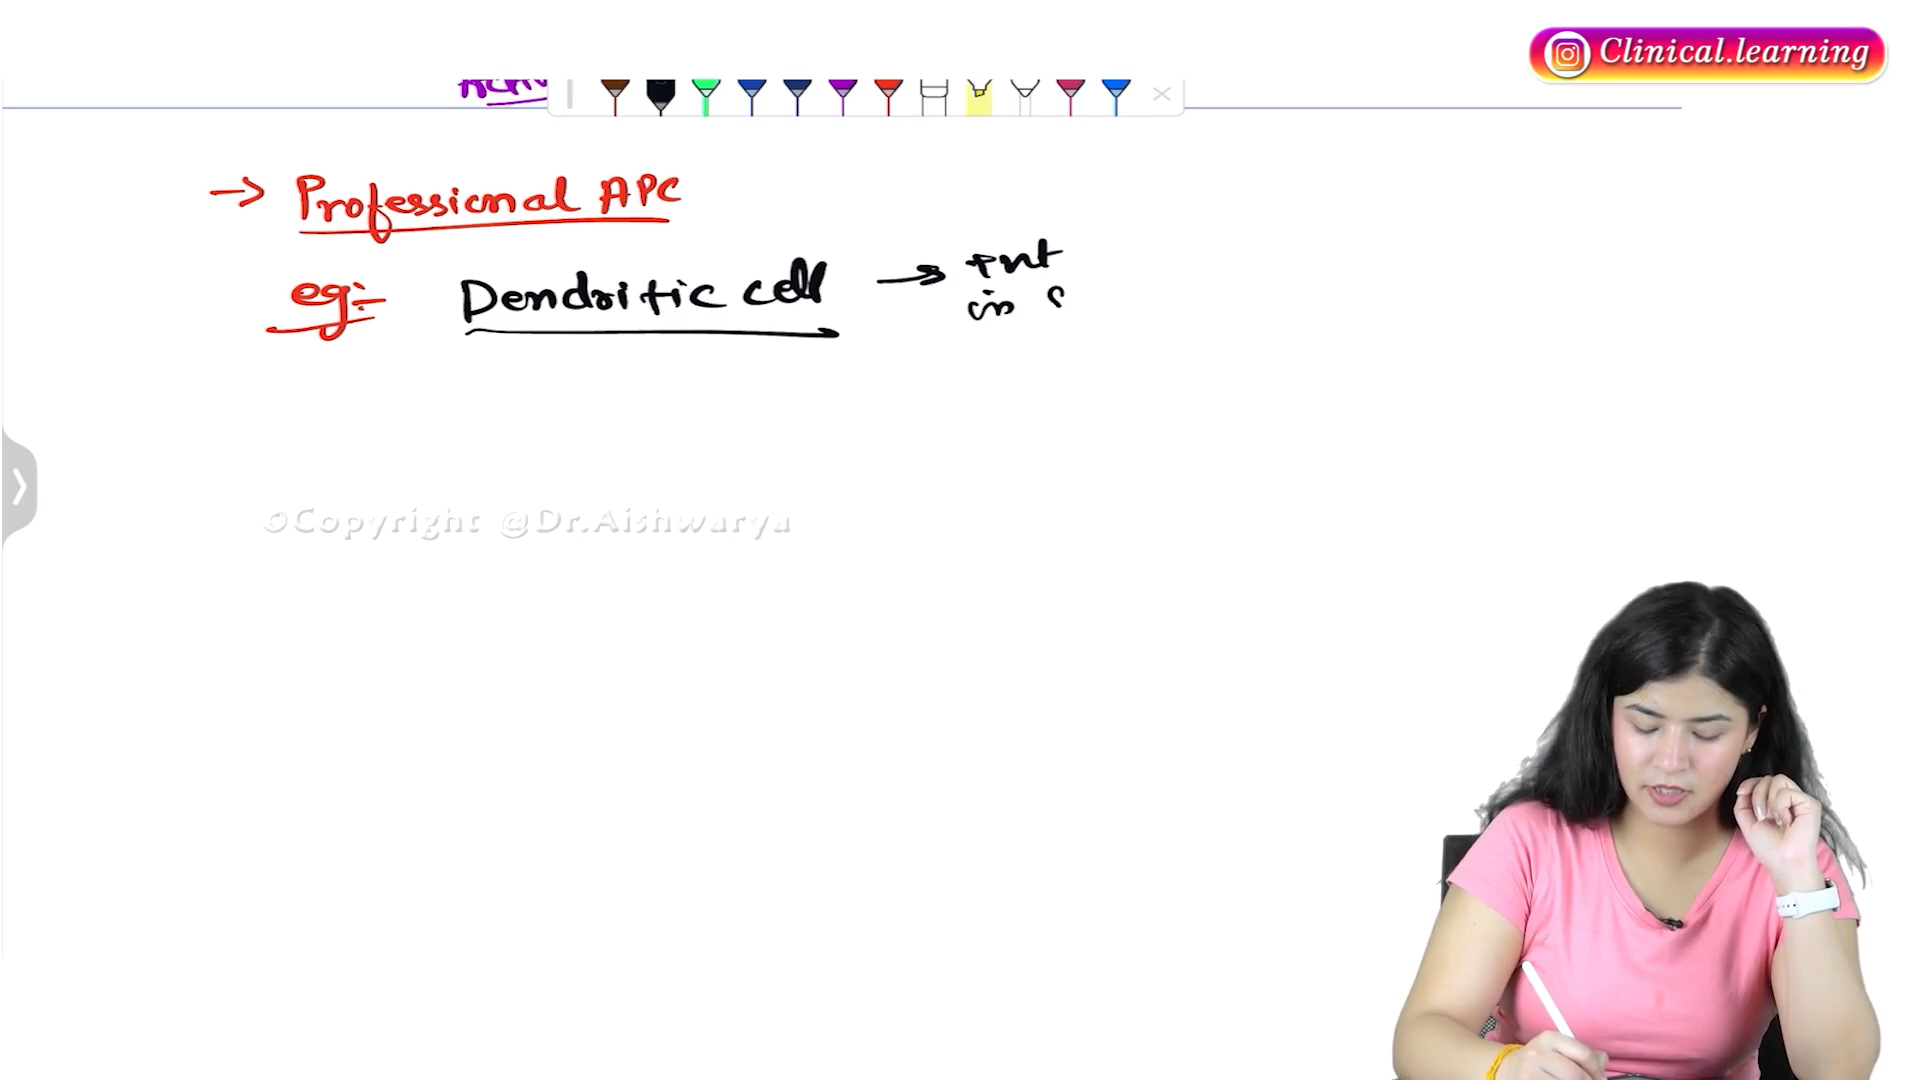 Clinical.learning
→ Professional APC
eg:- Dendritic cell → pnt
in
©Copyright @Dr.Aishwarya